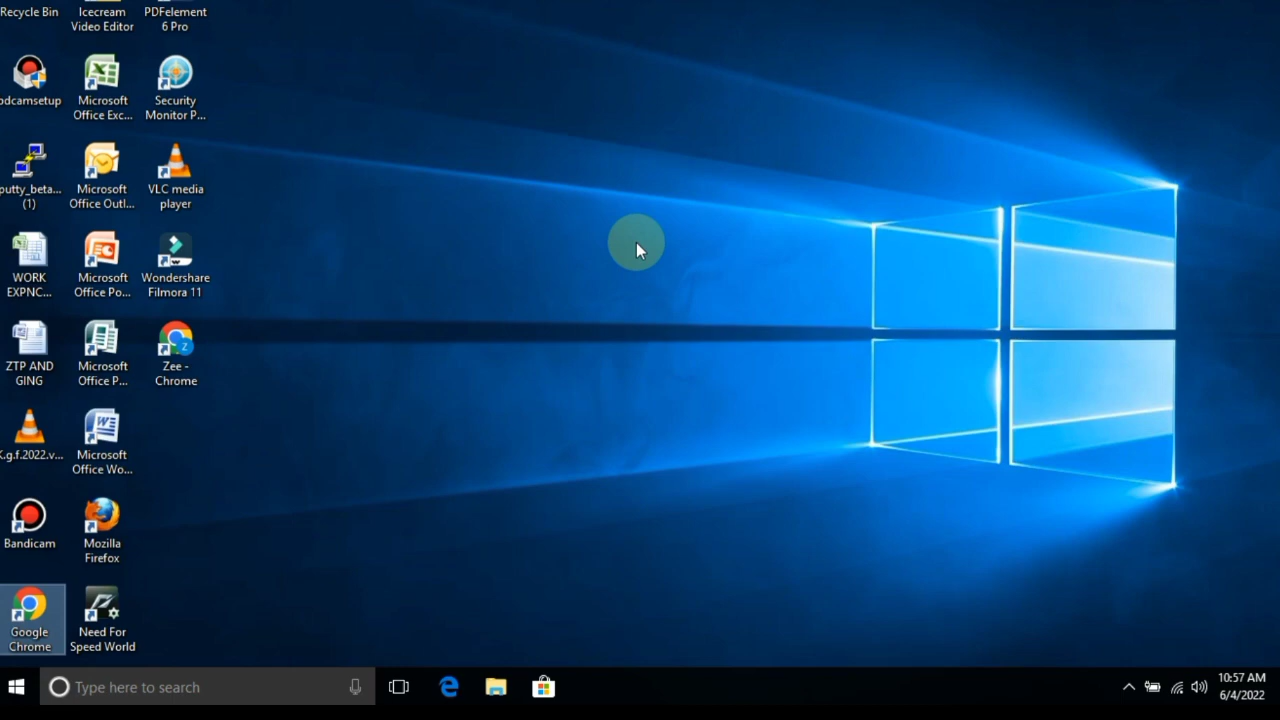 Recycle Bin
Icecream
Video Editor
PDFelement
6 Pro
bdcamsetup
Microsoft
Office Exc...
Security
Monitor P...
putty_beta...
(1)
Microsoft
Office Outl...
VLC media
player
WORK
EXPNC...
Microsoft
Office Po...
Wondershare
Filmora 11
ZTP AND
GING
Microsoft
Office P...
Zee -
Chrome
K.g.f.2022.v...
Microsoft
Office Wo...
Bandicam
Mozilla
Firefox
Google
Chrome
Need For
Speed World
Type here to search
10:57 AM
6/4/2022